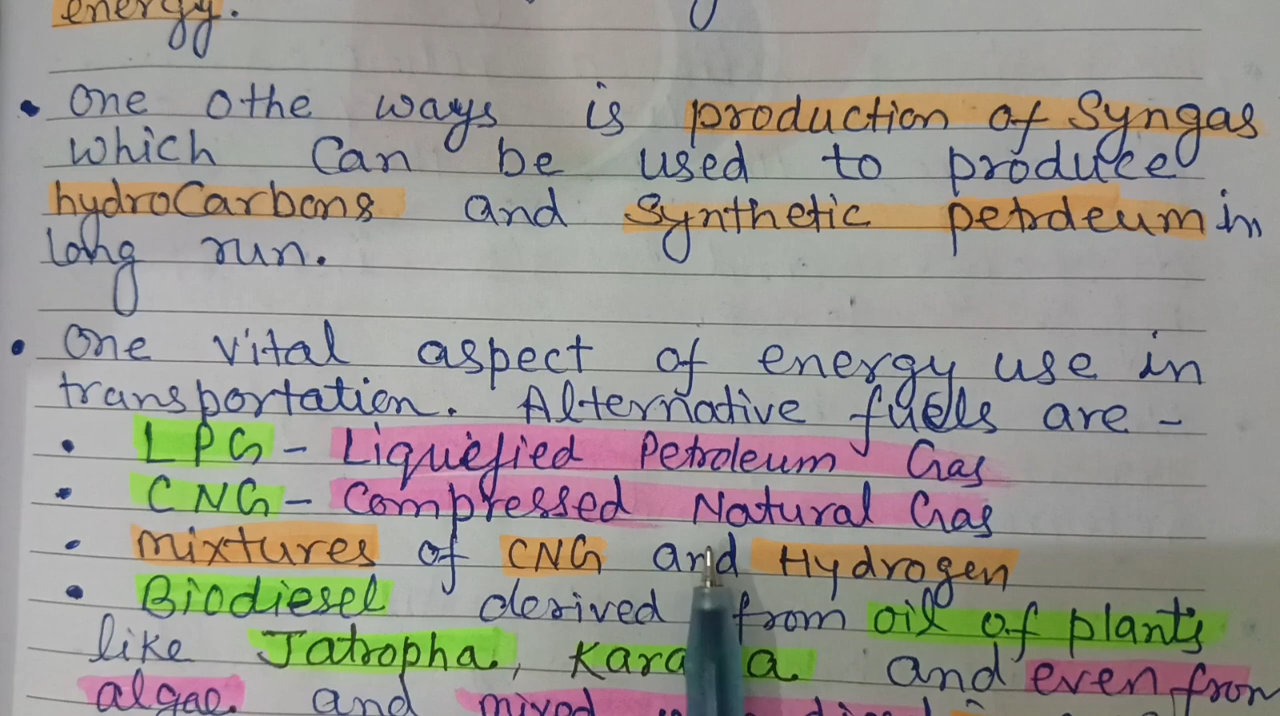 energy.
• One othe ways is production of Syngas
which can be used to produce
hydrocarbons and synthetic petroleum in
long run.
• One vital aspect of energy use in
transportation. Alternative fuels are -
• LPG - Liquefied Petroleum Gas
• CNG - Compressed Natural Gas
• mixtures of CNG and Hydrogen
• Biodiesel derived from oil of plants
like Jatropha, and even from
algae and mixed